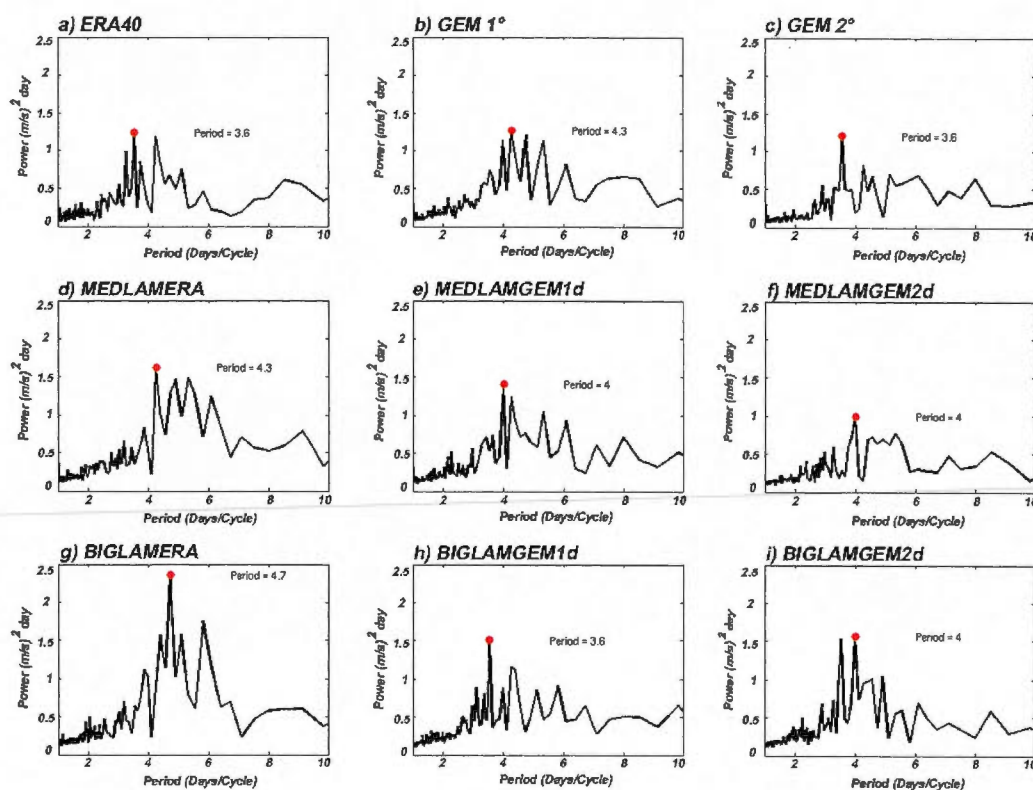 a) ERA40
b) GEM 1°
c) GEM 2°
2.5
2
1.5
1
0.5
0
Power (m/s)² day
Period = 3.6
2 4 6 8 10
Period (Days/Cycle)
2.5
2
1.5
1
0.5
0
Power (m/s)² day
Period = 4.3
2 4 6 8 10
Period (Days/Cycle)
2.5
2
1.5
1
0.5
0
Power (m/s)² day
Period = 3.6
2 4 6 8 10
Period (Days/Cycle)
d) MEDLAMERA
e) MEDLAMGEM1d
f) MEDLAMGEM2d
2.5
2
1.5
1
0.5
0
Power (m/s)² day
Period = 4.3
2 4 6 8 10
Period (Days/Cycle)
2.5
2
1.5
1
0.5
0
Power (m/s)² day
Period = 4
2 4 6 8 10
Period (Days/Cycle)
2.5
2
1.5
1
0.5
0
Power (m/s)² day
Period = 4
2 4 6 8 10
Period (Days/Cycle)
g) BIGLAMERA
h) BIGLAMGEM1d
i) BIGLAMGEM2d
2.5
2
1.5
1
0.5
0
Power (m/s)² day
Period = 4.7
2 4 6 8 10
Period (Days/Cycle)
2.5
2
1.5
1
0.5
0
Power (m/s)² day
Period = 3.6
2 4 6 8 10
Period (Days/Cycle)
2.5
2
1.5
1
0.5
0
Power (m/s)² day
Period = 4
2 4 6 8 10
Period (Days/Cycle)